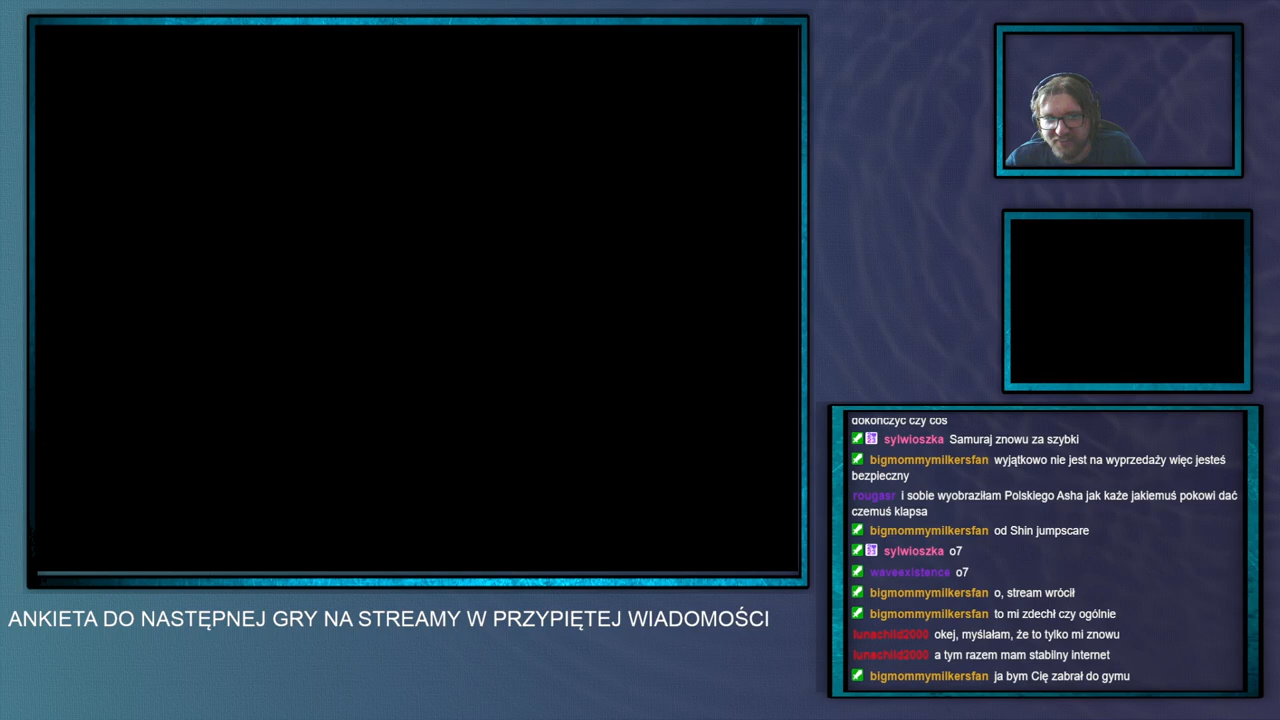 ANKIETA DO NASTĘPNEJ GRY NA STREAMY W PRZYPIĘTEJ WIADOMOŚCI
dokończyć czy coś
sylwioszka Samuraj znowu za szybki
bigmommymilkersfan wyjątkowo nie jest na wyprzedaży więc jesteś
bezpieczny
rougasr i sobie wyobraziłam Polskiego Asha jak każe jakiemuś pokowi dać
czemuś klapsa
bigmommymilkersfan od Shin jumpscare
sylwioszka o7
waveexistence o7
bigmommymilkersfan o, stream wrócił
bigmommymilkersfan to mi zdechł czy ogólnie
lunachild2000 okej, myślałam, że to tylko mi znowu
lunachild2000 a tym razem mam stabilny internet
bigmommymilkersfan ja bym Cię zabrał do gymu